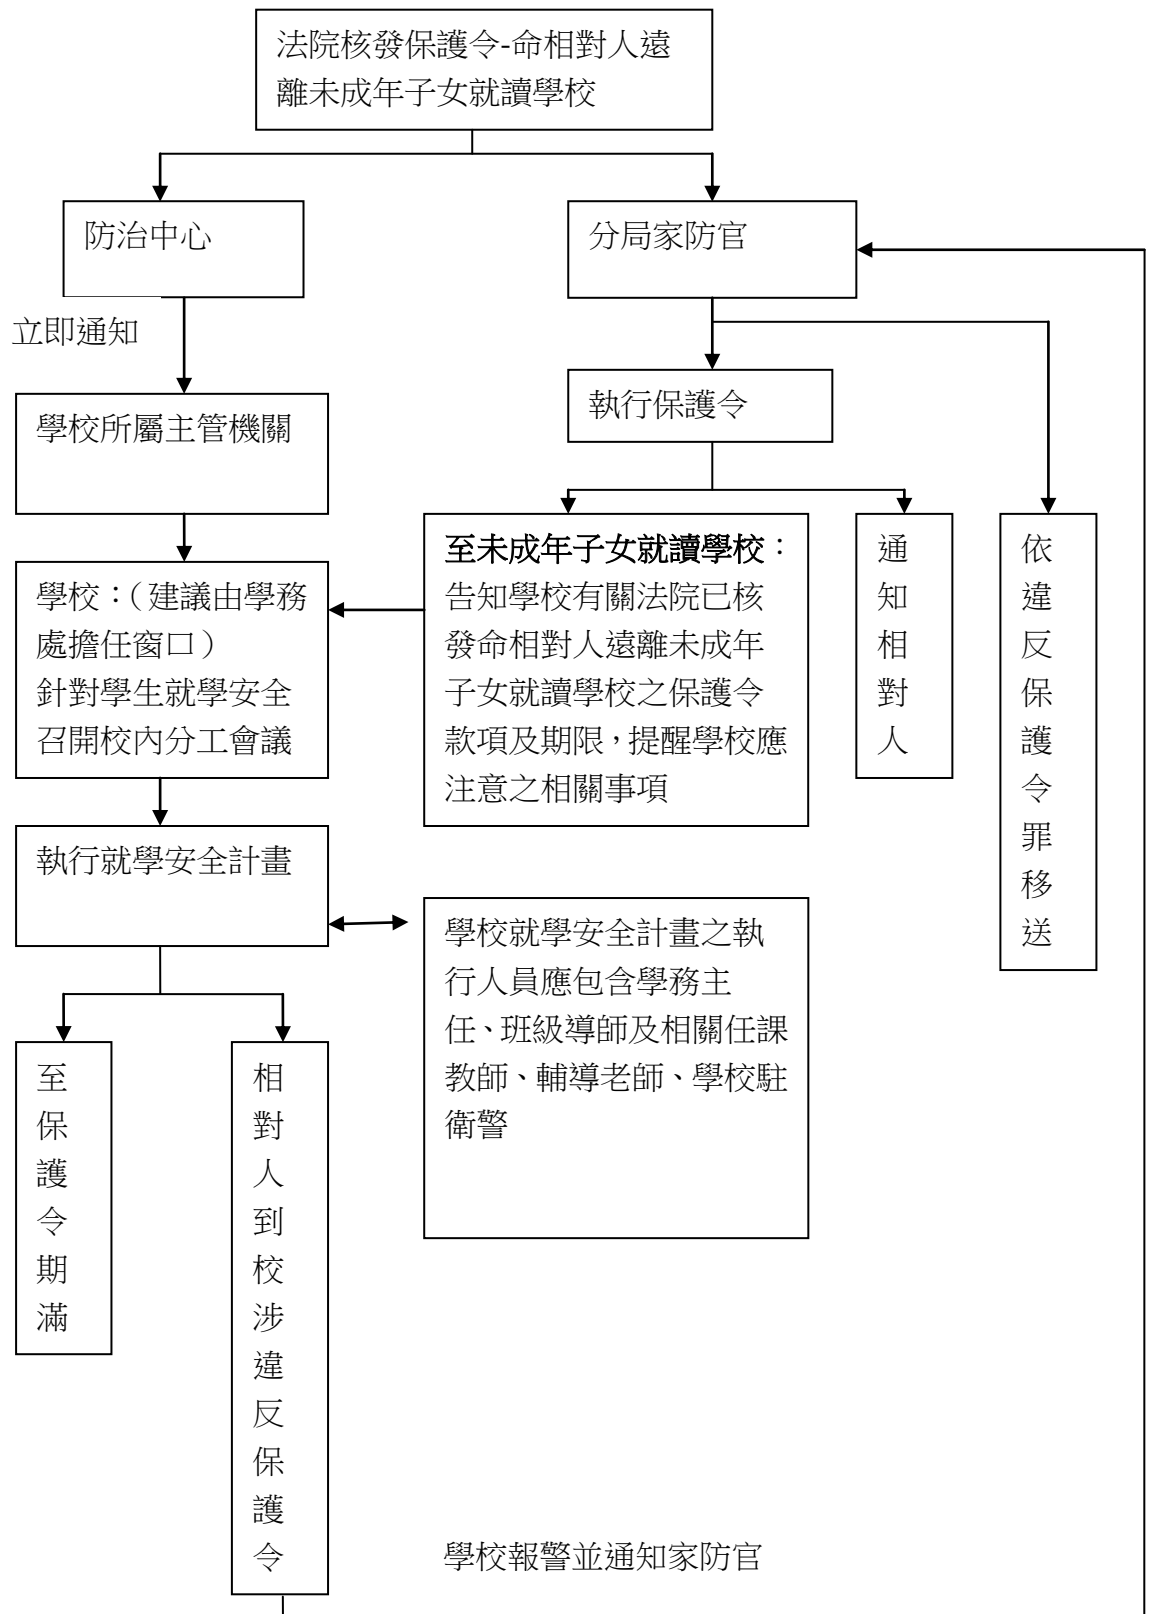 法院核發保護令-命相對人遠
離未成年子女就讀學校
防治中心
分局家防官
立即通知
執行保護令
學校所屬主管機關
至未成年子女就讀學校：
告知學校有關法院已核
發命相對人遠離未成年
子女就讀學校之保護令
款項及期限，提醒學校應
注意之相關事項
通知相對人
依違反保護令罪移送
學校：（建議由學務
處擔任窗口）
針對學生就學安全
召開校內分工會議
執行就學安全計畫
學校就學安全計畫之執
行人員應包含學務主
任、班級導師及相關任課
教師、輔導老師、學校駐
衛警
至保護令期滿
相對人到校涉違反保護令
學校報警並通知家防官